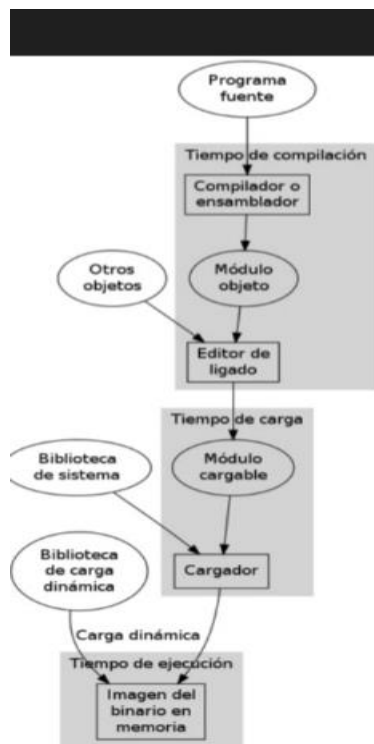 Programa
fuente
Tiempo de compilación
Compilador o
ensamblador
Otros
objetos
Módulo
objeto
Editor de
ligado
Tiempo de carga
Biblioteca
de sistema
Módulo
cargable
Biblioteca
de carga
dinámica
Cargador
Carga dinámica
Tiempo de ejecución
Imagen del
binario en
memoria